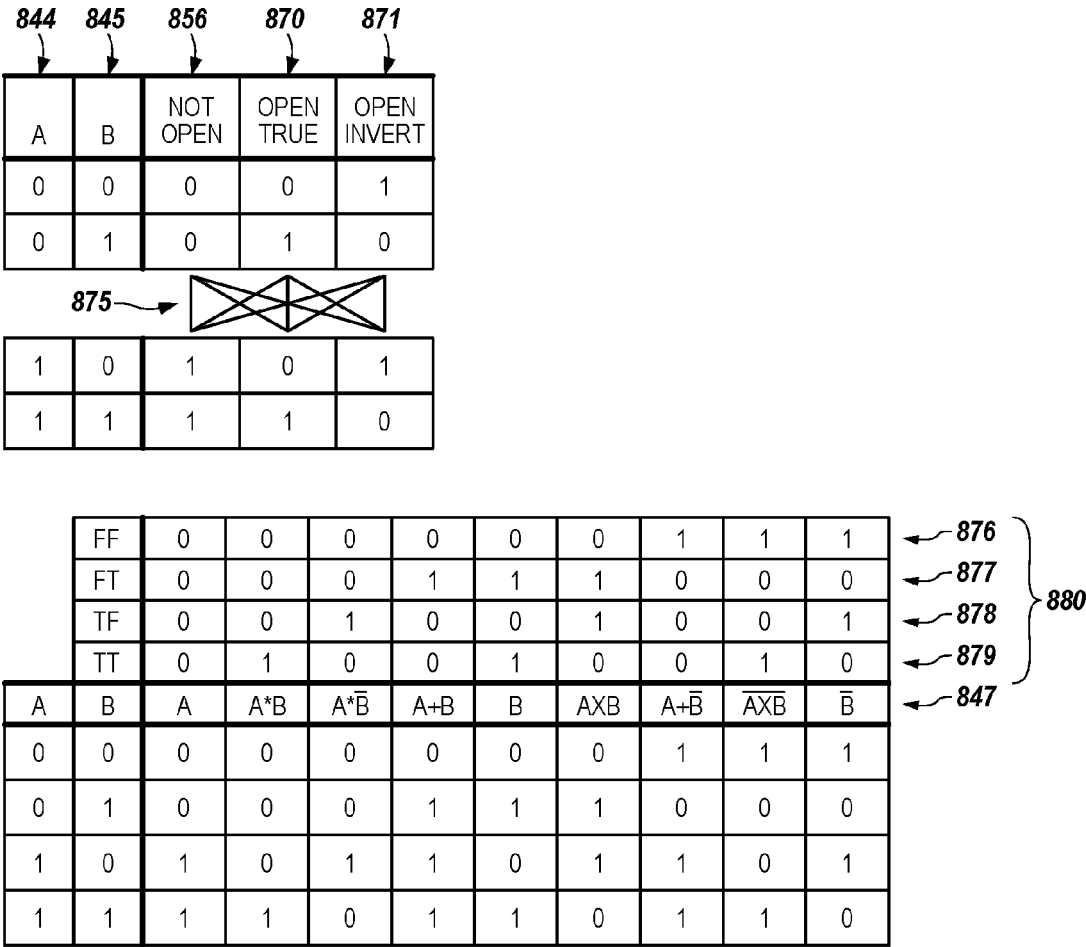 844 845 856 870 871
A B NOT OPEN OPEN TRUE OPEN INVERT
0 0 0 0 1
0 1 0 1 0
875
1 0 1 0 1
1 1 1 1 0
FF 0 0 0 0 0 0 1 1 1 876
FT 0 0 0 1 1 1 0 0 0 877
TF 0 0 1 0 0 1 0 0 1 878
TT 0 1 0 0 1 0 0 1 0 879
880
A B A A*B A*B̅ A+B B AXB A+B̅ A̅X̅B̅ B̅ 847
0 0 0 0 0 0 0 0 1 1 1
0 1 0 0 0 1 1 1 0 0 0
1 0 1 0 1 1 0 1 1 0 1
1 1 1 1 0 1 1 0 1 1 0